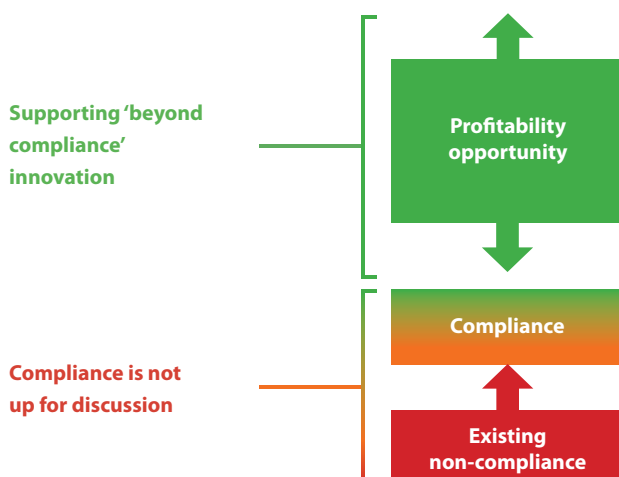 Supporting ‘beyond
compliance’
innovation
Profitability
opportunity
Compliance
Compliance is not
up for discussion
Existing
non-compliance